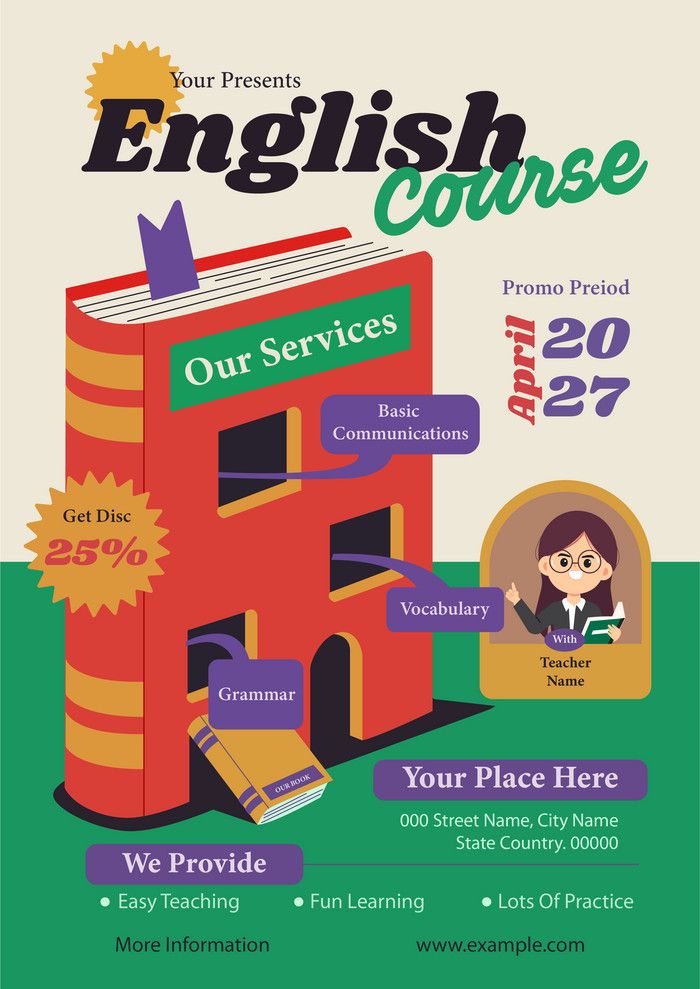 Your Presents
English
Course
Promo Preiod
April
20
27
Our Services
Basic
Communications
Get Disc
25%
Vocabulary
Grammar
With
Teacher
Name
OUR BOOK
Your Place Here
000 Street Name, City Name
State Country. 00000
We Provide
• Easy Teaching
• Fun Learning
• Lots Of Practice
More Information
www.example.com